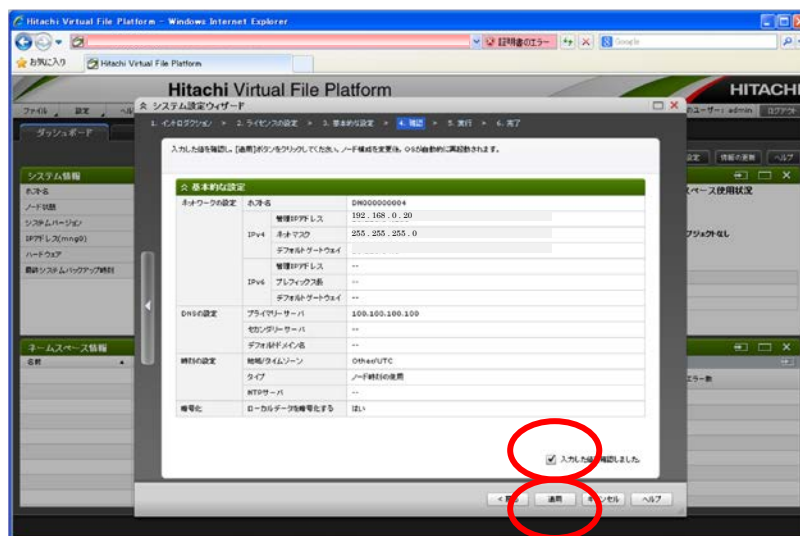 Hitachi Virtual File Platform - Windows Internet Explorer
証明書のエラー
Google
お気に入り
Hitachi Virtual File Platform
Hitachi Virtual File Platform
HITACHI
ファイル 設定
のユーザー: admin ログアウト
システム設定ウィザード
1. イントロダクション > 2. ライセンスの設定 > 3. 基本的な設定 > 4. 確認 > 5. 実行 > 6. 完了
ダッシュボード
入力した値を確認し、[適用]ボタンをクリックしてください。ノード構成を変更後、OSが自動的に再起動されます。
設定 情報の更新 ヘルプ
システム情報
ホスト名
ノード状態
システムバージョン
IPアドレス(mng0)
ハードウェア
最終システムバックアップ時刻
ペース使用状況
ブジェクトなし
基本的な設定
ネットワークの設定 ホスト名 DM000000004
IPv4 管理IPアドレス 192.168.0.20
ネットマスク 255.255.255.0
デフォルトゲートウェイ
IPv6 管理IPアドレス --
プレフィックス長 --
デフォルトゲートウェイ --
DNSの設定 プライマリーサーバ 100.100.100.100
セカンダリーサーバ --
デフォルトドメイン名 --
時刻の設定 地域/タイムゾーン Other/UTC
タイプ ノード時刻の使用
NTPサーバ --
暗号化 ローカルデータを暗号化する はい
ネームスペース情報
名前
エラー数
入力した値を確認しました。
適用 キャンセル ヘルプ